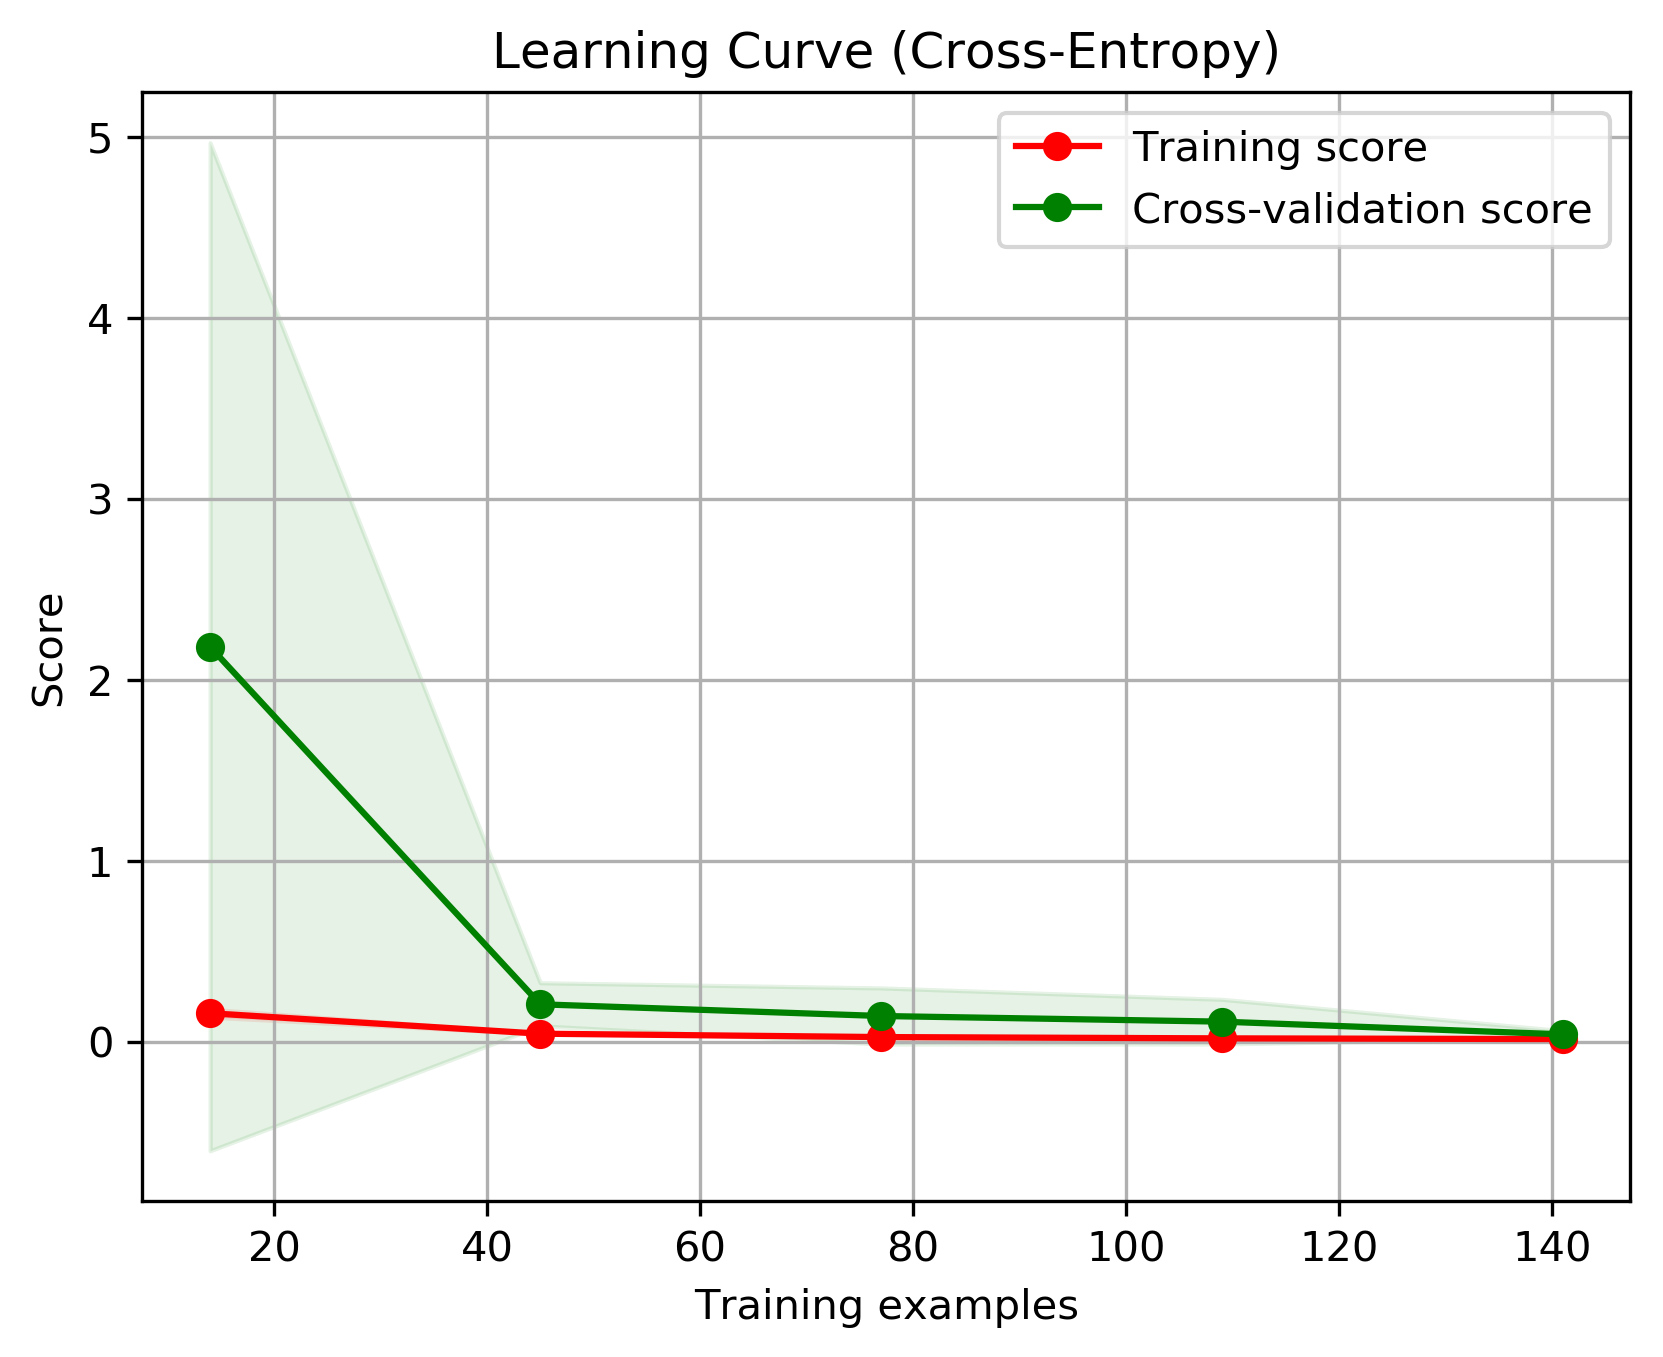 Learning Curve (Cross-Entropy)
Training score
Cross-validation score
5
4
3
2
1
0
Score
20 40 60 80 100 120 140
Training examples